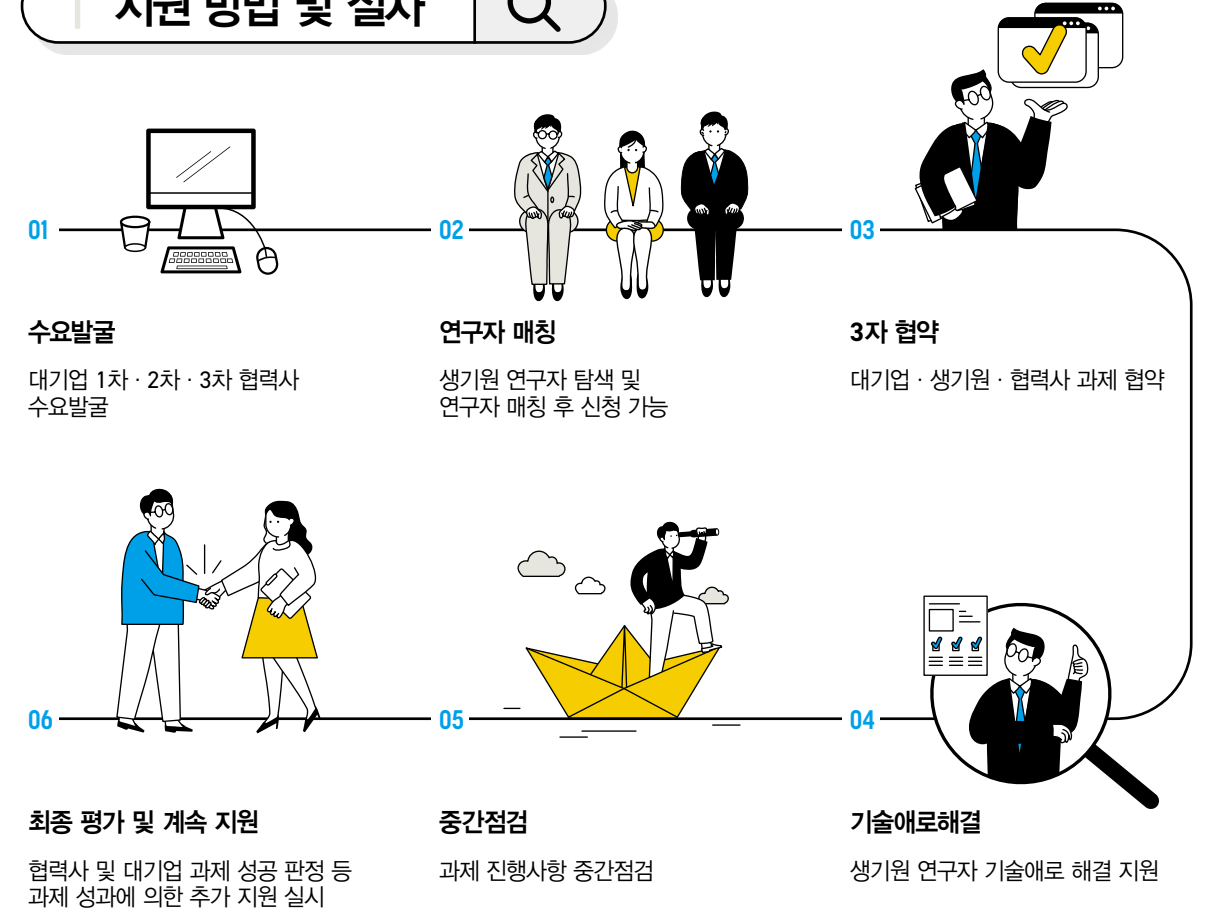 지원 방법 및 절차
01
수요발굴
대기업 1차 · 2차 · 3차 협력사
수요발굴
02
연구자 매칭
생기원 연구자 탐색 및
연구자 매칭 후 신청 가능
03
3자 협약
대기업 · 생기원 · 협력사 과제 협약
04
기술애로해결
생기원 연구자 기술애로 해결 지원
05
중간점검
과제 진행사항 중간점검
06
최종 평가 및 계속 지원
협력사 및 대기업 과제 성공 판정 등
과제 성과에 의한 추가 지원 실시